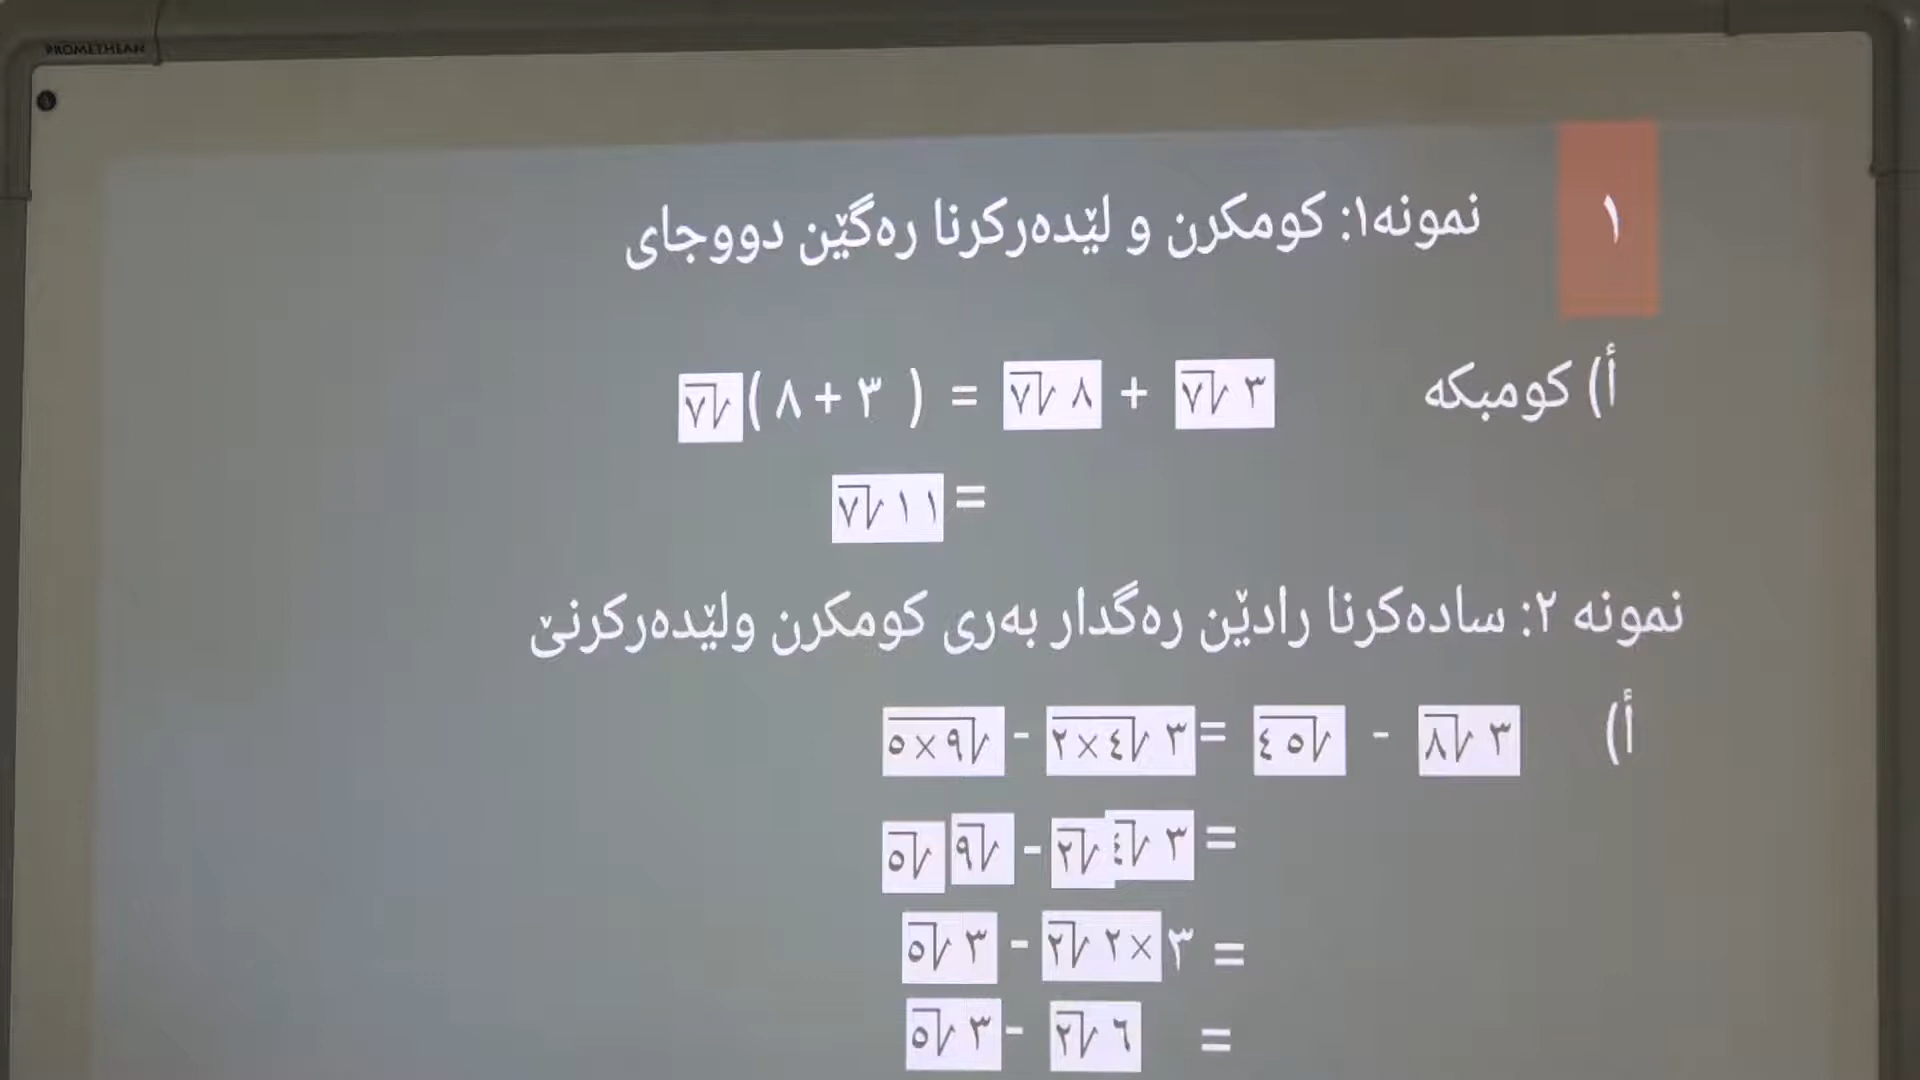 PROMETHEAN
١
نمونه١: کومکرن و لێدەرکرنا رەگێن دووجای
أ) کومبکه ٣ √٧ + ٨ √٧ = ( ٣ + ٨ ) √٧
= ١١ √٧
نمونه ٢: سادەکرنا رادێن رەگدار بەری کومکرن ولێدەرکرنێ
أ) ٣ √٨ - √٤٥ = ٣ √٤×٢ - √٩×٥
= ٣ √٤ √٢ - √٩ √٥
= ٣ ×٢ √٢ - ٣ √٥
= ٦ √٢ - ٣ √٥